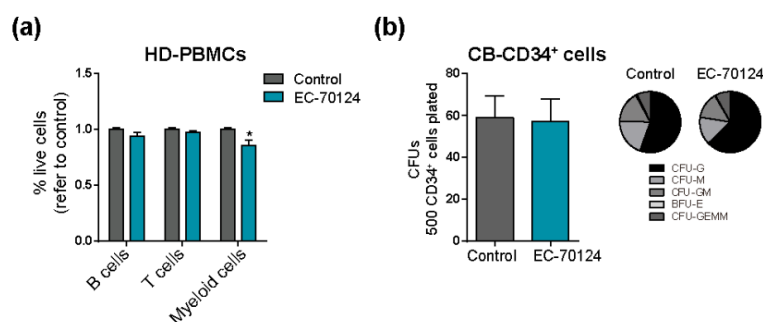 (a)
HD-PBMCs
Control
EC-70124
% live cells
(refer to control)
1.5
1.0
0.5
0.0
*
B cells
T cells
Myeloid cells
(b)
CB-CD34⁺ cells
CFUs
500 CD34⁺ cells plated
80
60
40
20
0
Control
EC-70124
Control
EC-70124
CFU-G
CFU-M
CFU-GM
BFU-E
CFU-GEMM